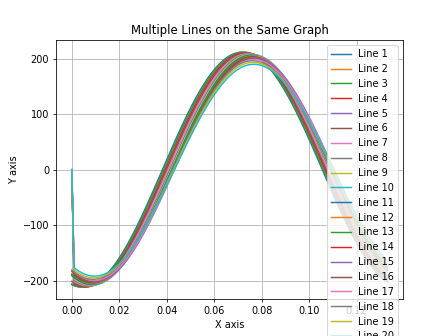 Multiple Lines on the Same Graph
Y axis
200
100
0
−100
−200
0.00 0.02 0.04 0.06 0.08 0.10
X axis
Line 1
Line 2
Line 3
Line 4
Line 5
Line 6
Line 7
Line 8
Line 9
Line 10
Line 11
Line 12
Line 13
Line 14
Line 15
Line 16
Line 17
Line 18
Line 19
Line 20